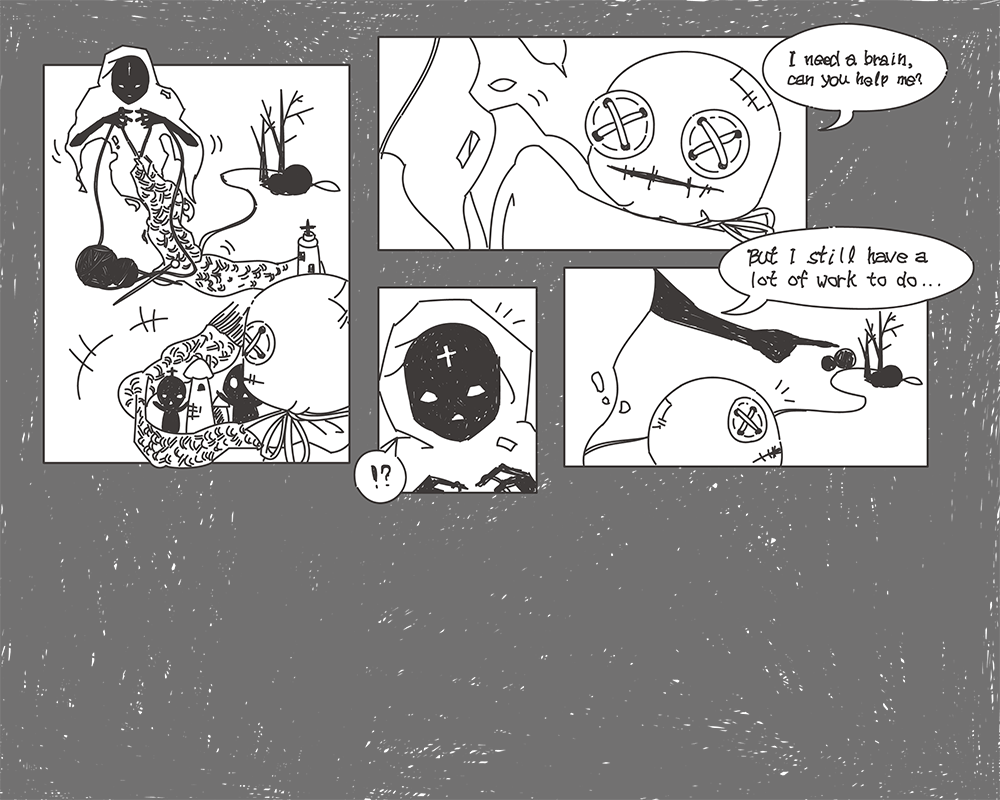 I need a brain,
can you help me?
!?
But I still have a
lot of work to do...